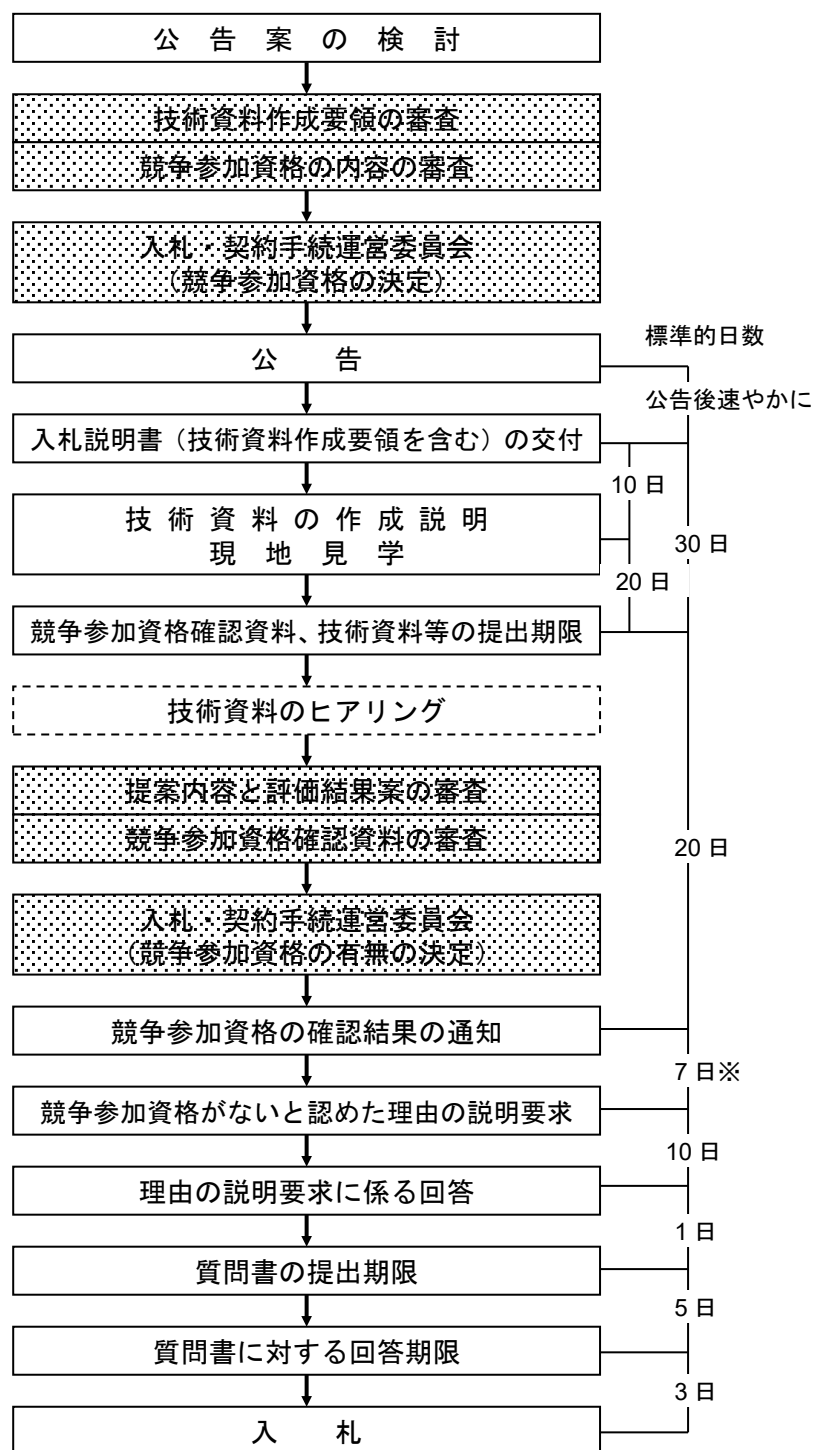 公告案の検討
技術資料作成要領の審査
競争参加資格の内容の審査
入札・契約手続運営委員会
(競争参加資格の決定)
標準的日数
公告
公告後速やかに
入札説明書（技術資料作成要領を含む）の交付
10 日
技術資料の作成説明
現地見学
30 日
20 日
競争参加資格確認資料、技術資料等の提出期限
技術資料のヒアリング
提案内容と評価結果案の審査
競争参加資格確認資料の審査
20 日
入札・契約手続運営委員会
(競争参加資格の有無の決定)
競争参加資格の確認結果の通知
7 日※
競争参加資格がないと認めた理由の説明要求
10 日
理由の説明要求に係る回答
1 日
質問書の提出期限
5 日
質問書に対する回答期限
3 日
入札